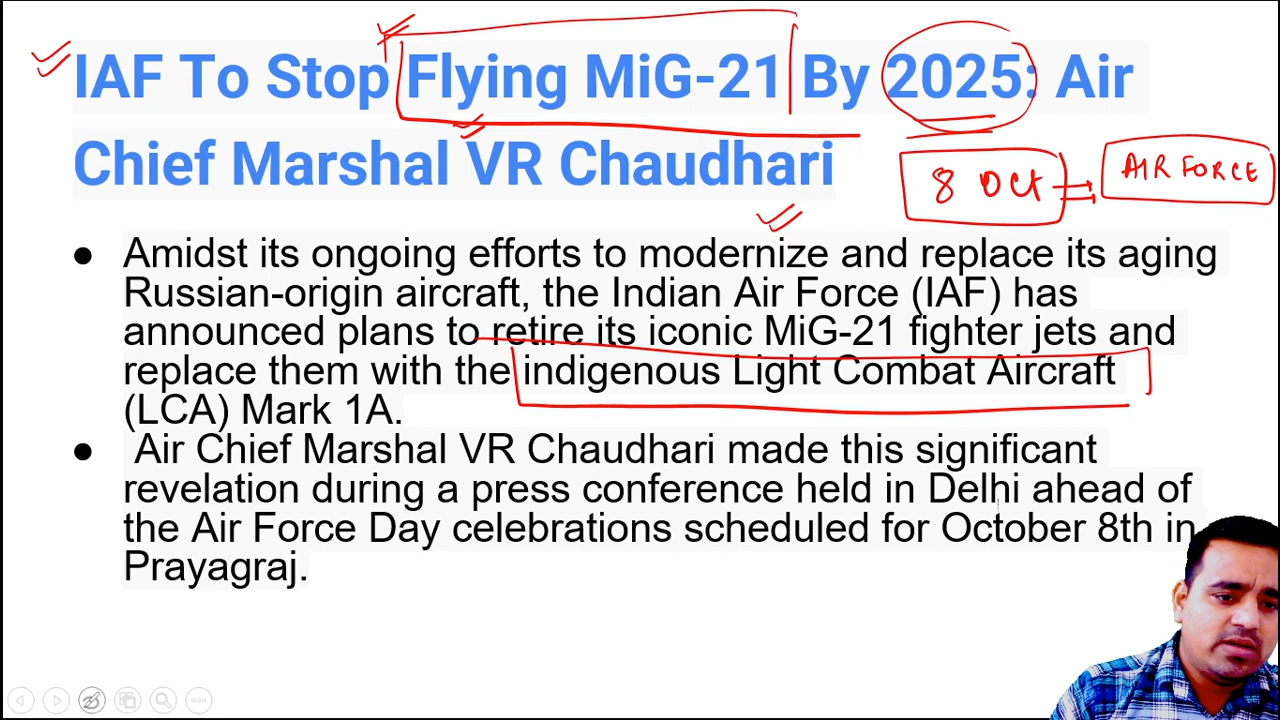 IAF To Stop Flying MiG-21 By 2025: Air
Chief Marshal VR Chaudhari
8 Oct
AIR FORCE
● Amidst its ongoing efforts to modernize and replace its aging
Russian-origin aircraft, the Indian Air Force (IAF) has
announced plans to retire its iconic MiG-21 fighter jets and
replace them with the indigenous Light Combat Aircraft
(LCA) Mark 1A.
● Air Chief Marshal VR Chaudhari made this significant
revelation during a press conference held in Delhi ahead of
the Air Force Day celebrations scheduled for October 8th in
Prayagraj.